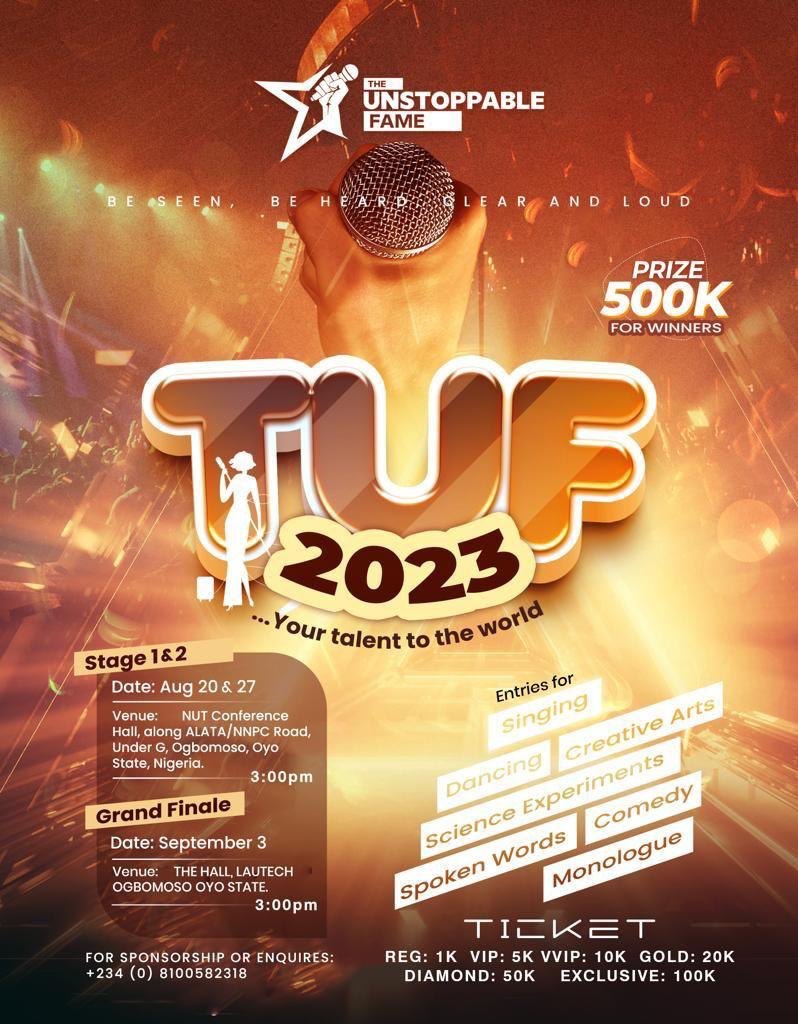 THE
UNSTOPPABLE
FAME
BE SEEN, BE HEARD CLEAR AND LOUD
PRIZE
500K
FOR WINNERS
TUF
2023
...Your talent to the world
Stage 1&2
Date: Aug 20 & 27
Venue: NUT Conference
Hall, along ALATA/NNPC Road,
Under G, Ogbomoso, Oyo
State, Nigeria.
3:00pm
Grand Finale
Date: September 3
Venue: THE HALL, LAUTECH
OGBOMOSO OYO STATE.
3:00pm
FOR SPONSORSHIP OR ENQUIRES:
+234 (0) 8100582318
Entries for
Singing
Dancing Creative Arts
Science Experiments
Spoken Words Comedy
Monologue
TICKET
REG: 1K VIP: 5K VVIP: 10K GOLD: 20K
DIAMOND: 50K EXCLUSIVE: 100K